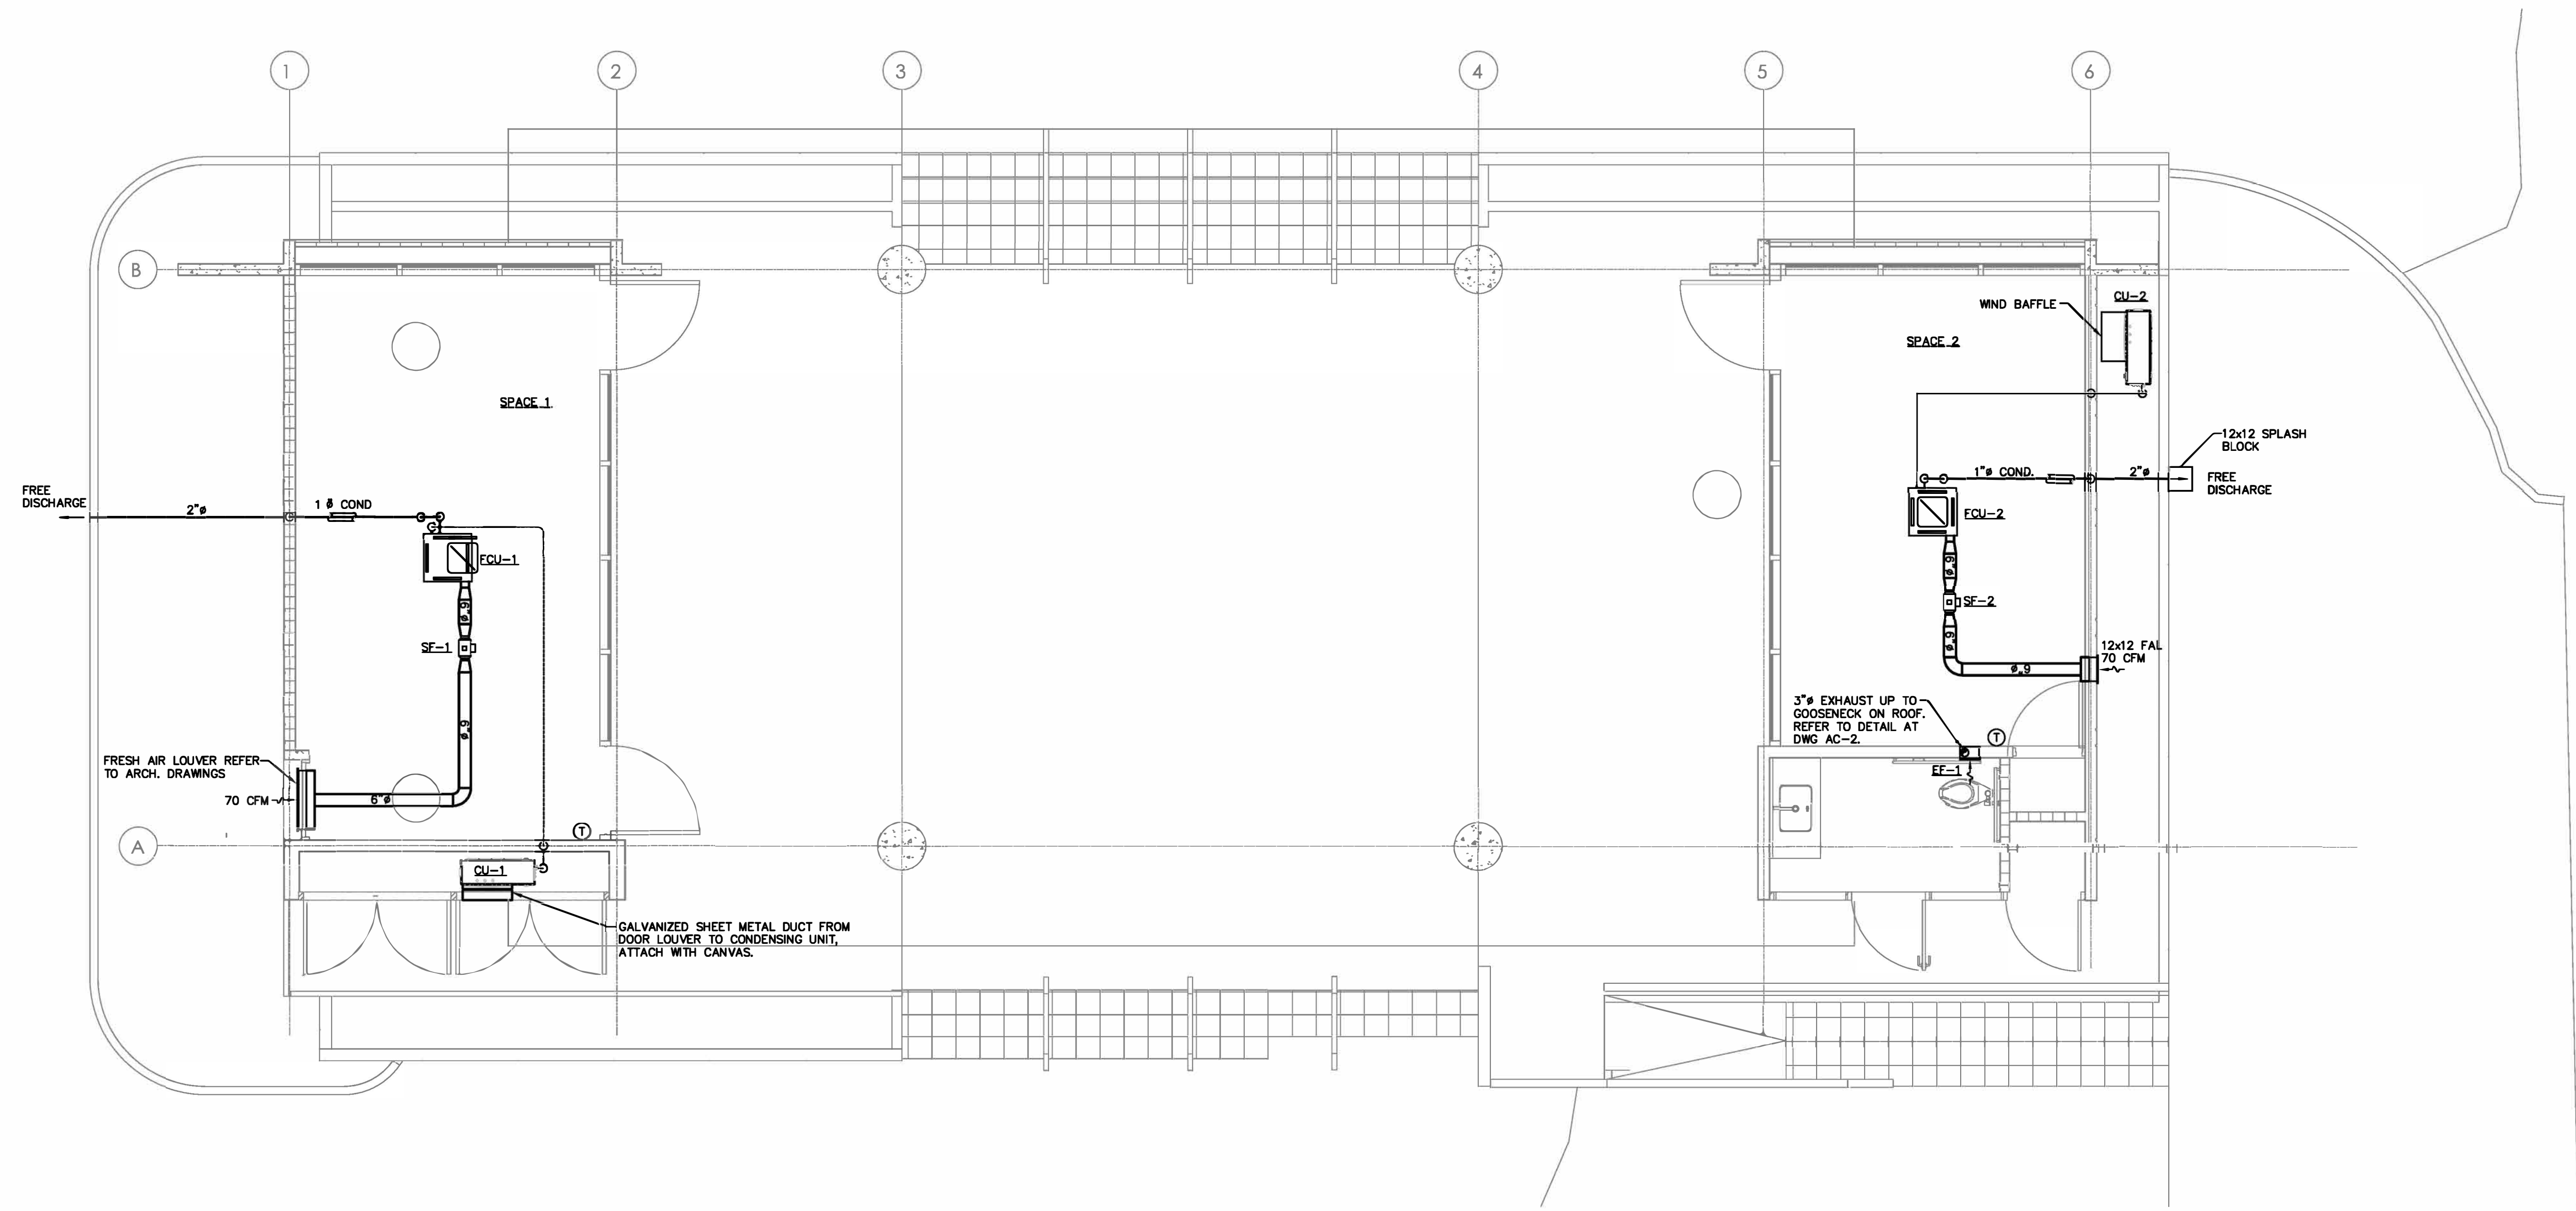 1
2
3
4
5
6
B
A
SPACE 1
FREE
DISCHARGE
2"ø
1 ø COND
FCU-1
6"ø
SF-1
6"ø
FRESH AIR LOUVER REFER
TO ARCH. DRAWINGS
70 CFM
6"ø
T
CU-1
GALVANIZED SHEET METAL DUCT FROM
DOOR LOUVER TO CONDENSING UNIT,
ATTACH WITH CANVAS.
WIND BAFFLE
CU-2
SPACE 2
12x12 SPLASH
BLOCK
1"ø COND.
2"ø
FREE
DISCHARGE
FCU-2
6"ø
SF-2
6"ø
12x12 FAL
70 CFM
6"ø
3"ø EXHAUST UP TO
GOOSENECK ON ROOF.
REFER TO DETAIL AT
DWG AC-2.
T
EF-1